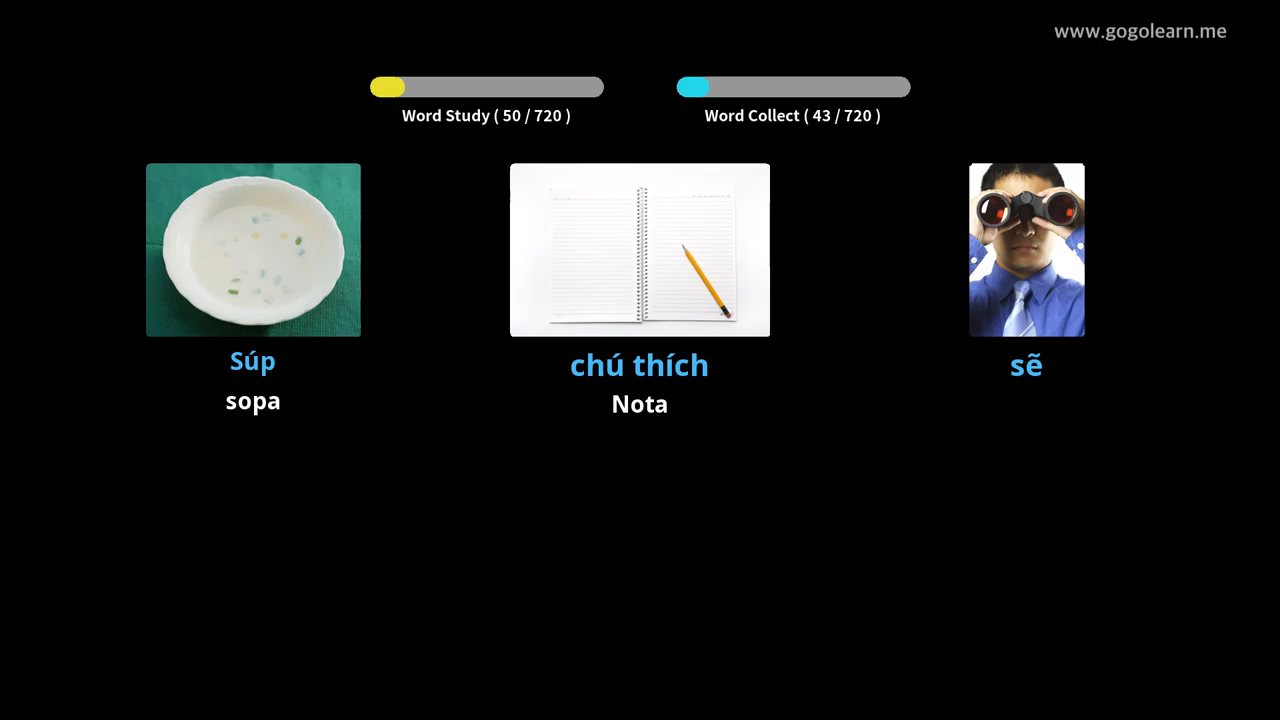 www.gogolearn.me
Word Study ( 50 / 720 )
Word Collect ( 43 / 720 )
Súp
sopa
chú thích
Nota
sẽ